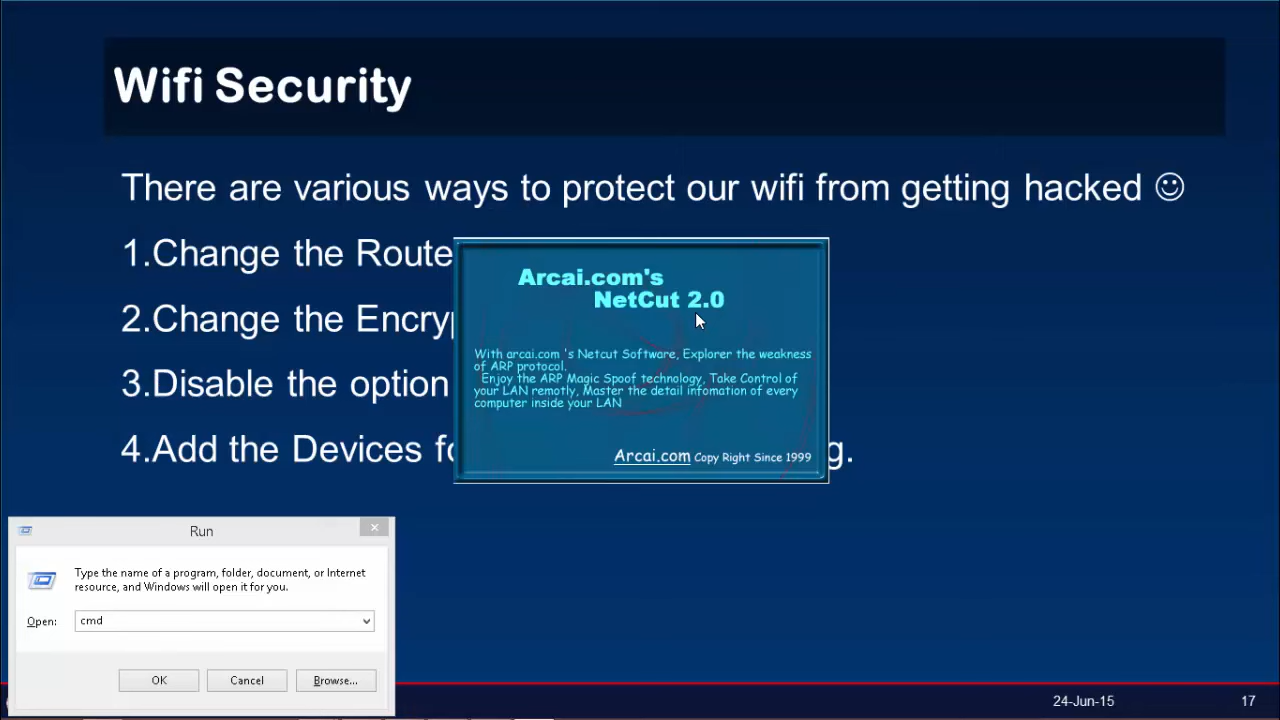 Wifi Security
There are various ways to protect our wifi from getting hacked ☺
1.Change the Route
2.Change the Encryp
3.Disable the option
4.Add the Devices fo
g.
Arcai.com's
NetCut 2.0
With arcai.com 's Netcut Software, Explorer the weakness
of ARP protocol.
Enjoy the ARP Magic Spoof technology, Take Control of
your LAN remotly, Master the detail infomation of every
computer inside your LAN
Arcai.com Copy Right Since 1999
Run
Type the name of a program, folder, document, or Internet
resource, and Windows will open it for you.
Open: cmd
OK Cancel Browse...
24-Jun-15 17